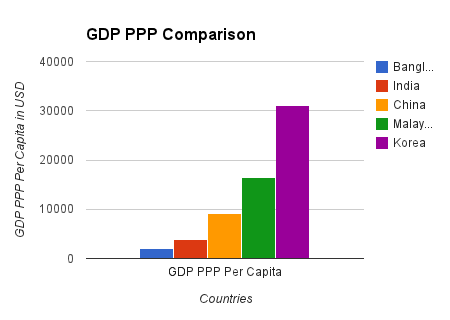 GDP PPP Comparison
GDP PPP Per Capita in USD
40000
30000
20000
10000
0
GDP PPP Per Capita
Countries
Bangl...
India
China
Malay...
Korea